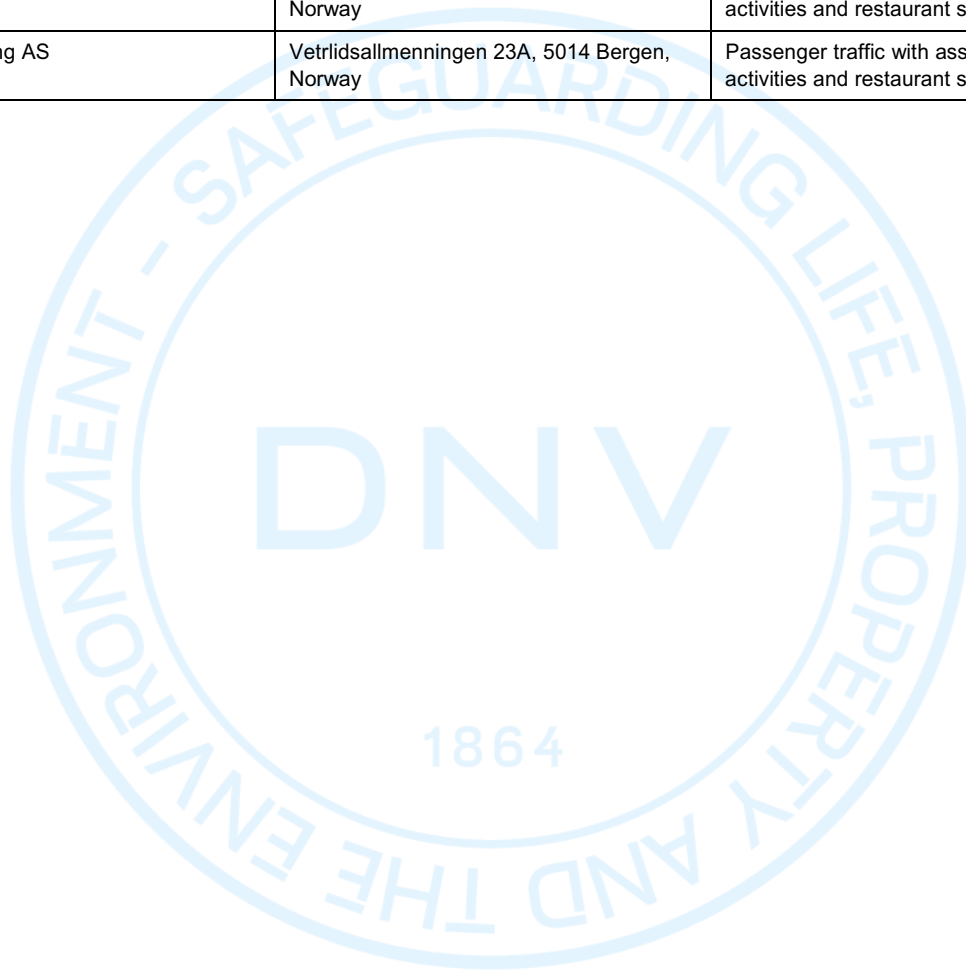 Norway activities and restaurant s
ng AS Vetrlidsallmenningen 23A, 5014 Bergen, Passenger traffic with ass
Norway activities and restaurant s
SAFEGUARDING LIFE, PROPERTY AND THE ENVIRONMENT -
DNV
1864